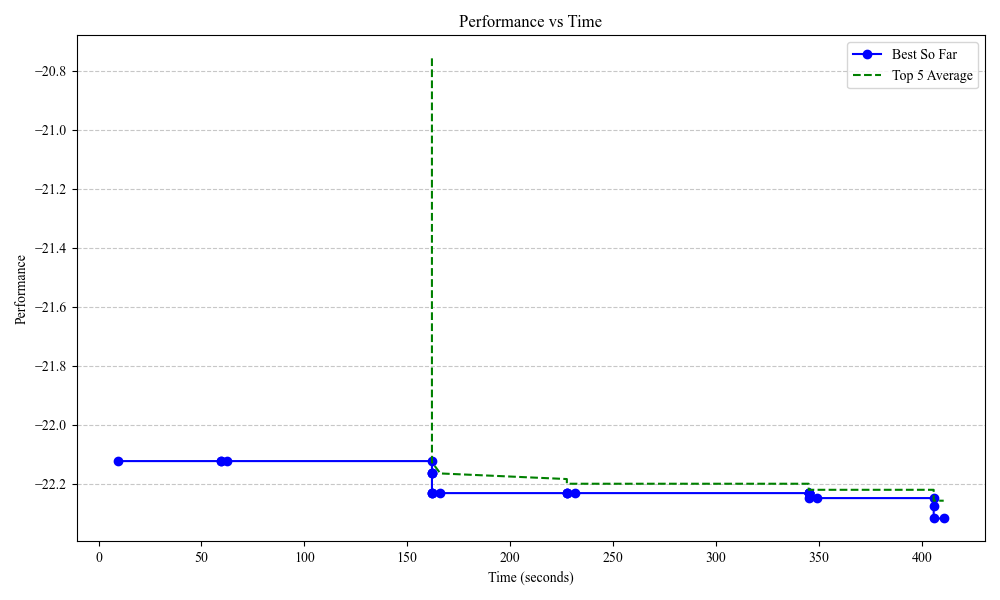 Performance vs Time
Best So Far
Top 5 Average
Performance
−20.8
−21.0
−21.2
−21.4
−21.6
−21.8
−22.0
−22.2
0 50 100 150 200 250 300 350 400
Time (seconds)